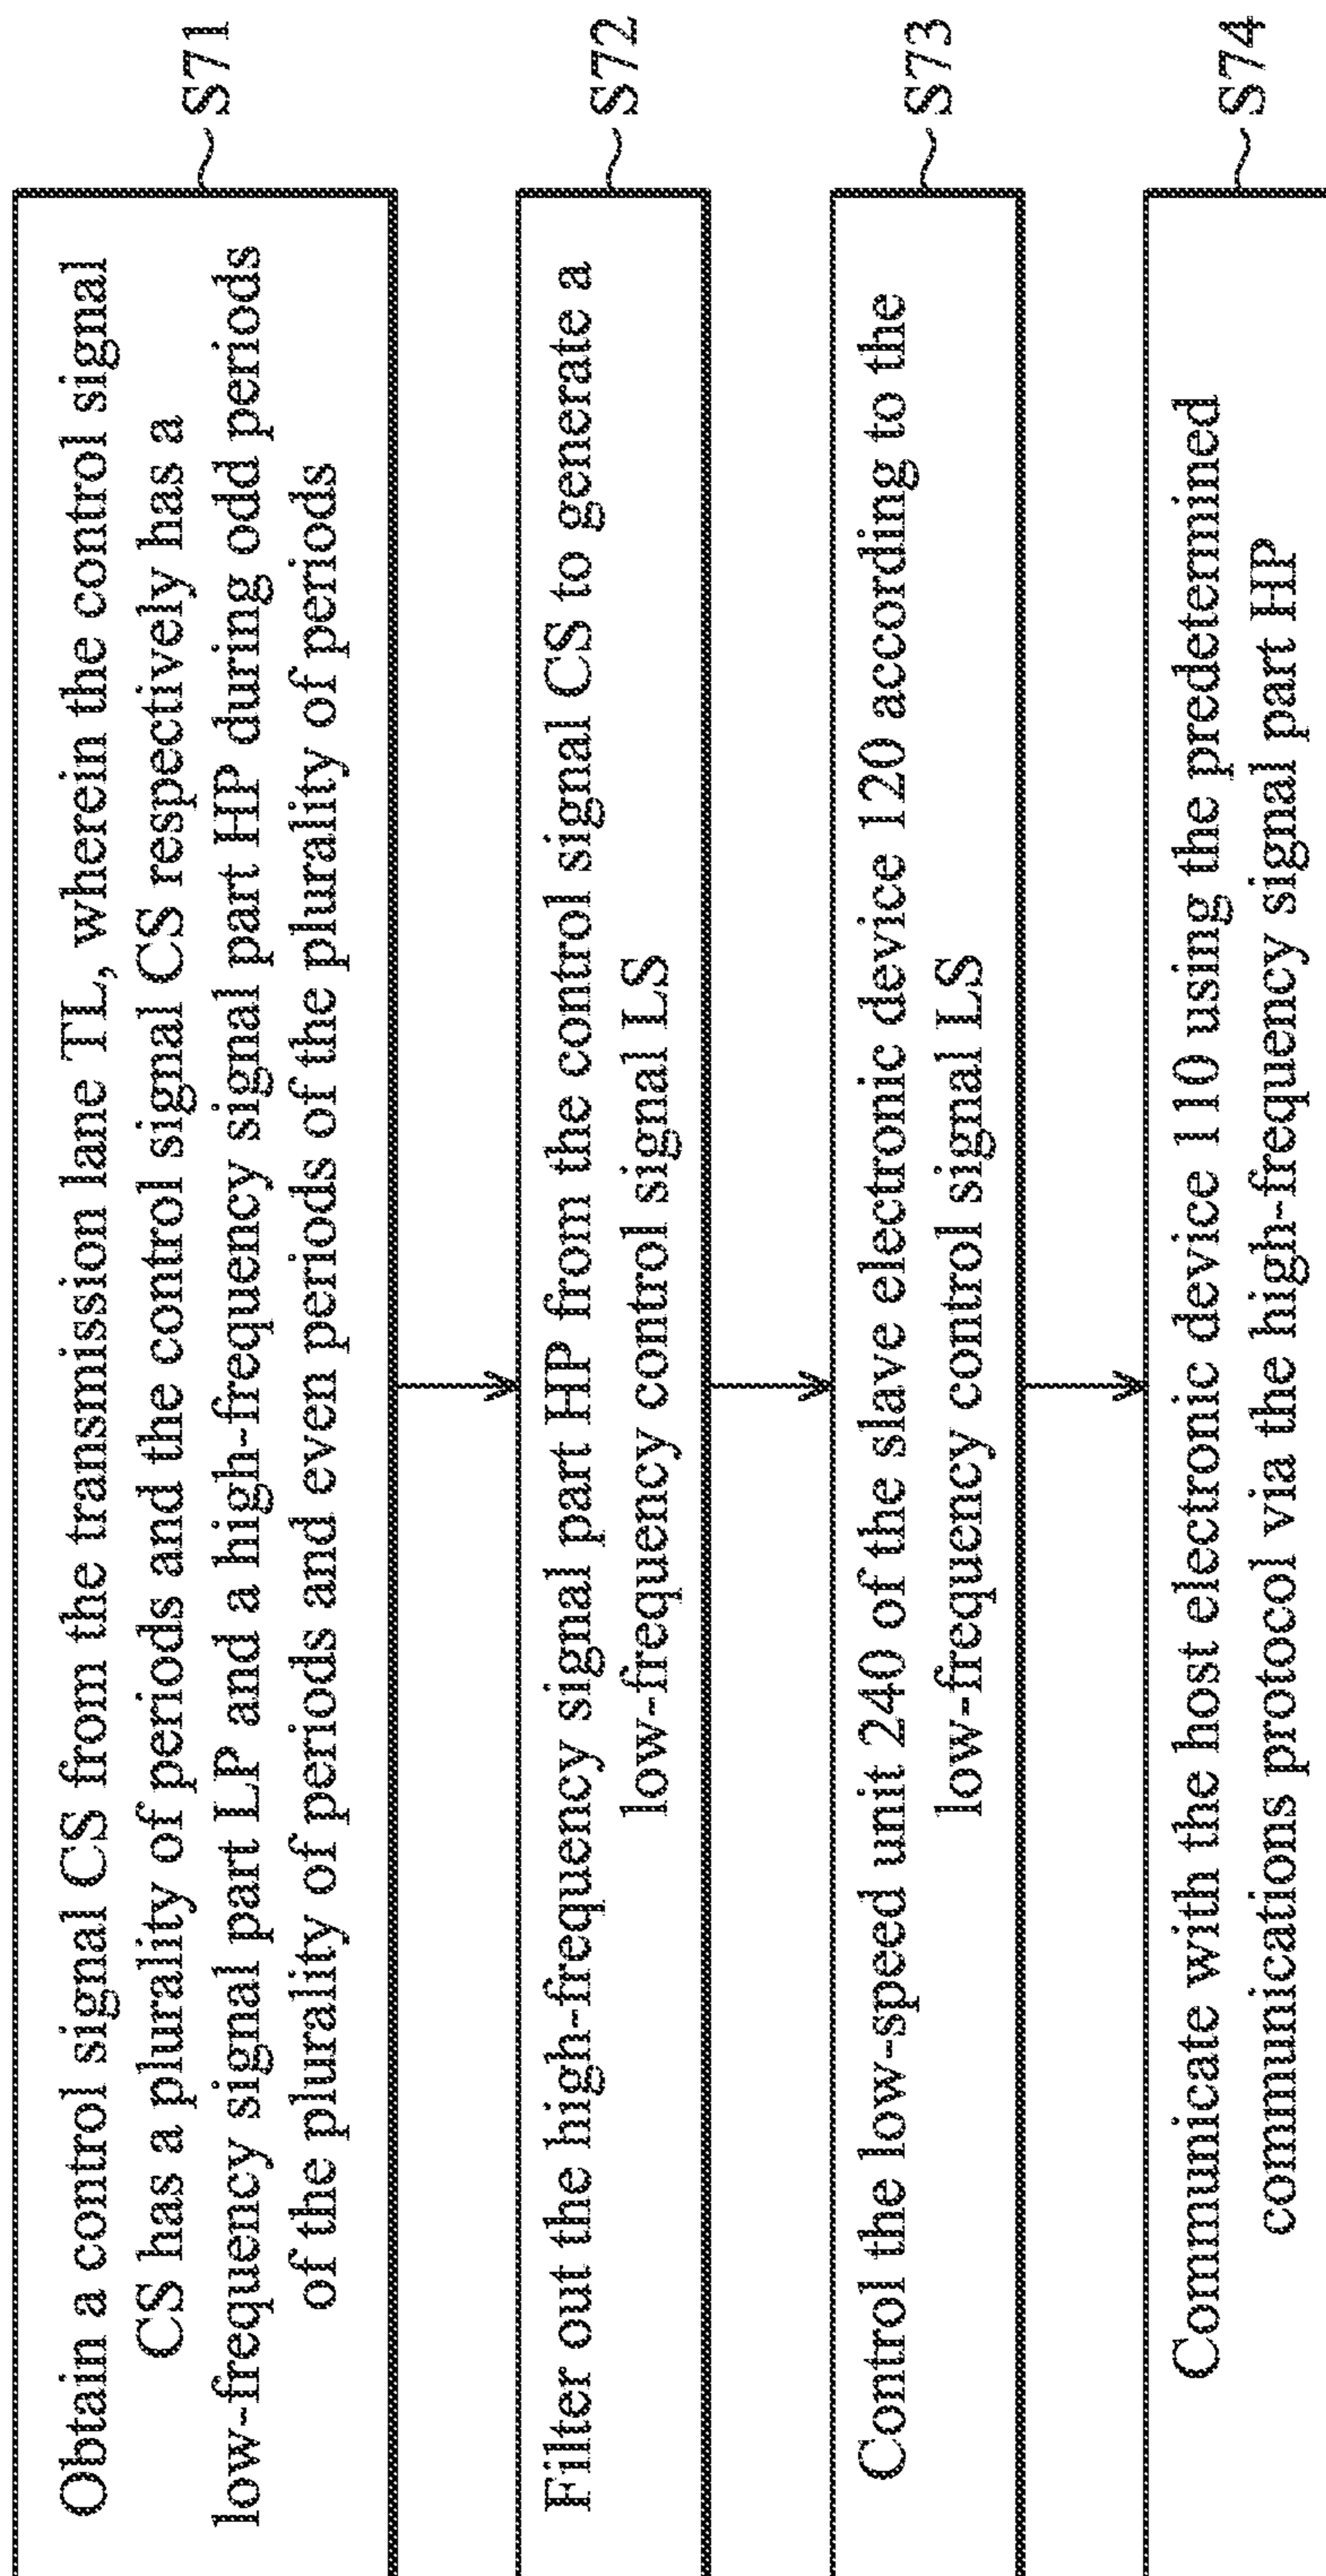 Obtain a control signal CS from the transmission lane TL, wherein the control signal
CS has a plurality of periods and the control signal CS respectively has a
low-frequency signal part LP and a high-frequency signal part HP during odd periods
of the plurality of periods and even periods of the plurality of periods
S71
Filter out the high-frequency signal part HP from the control signal CS to generate a
low-frequency control signal LS
S72
Control the low-speed unit 240 of the slave electronic device 120 according to the
low-frequency control signal LS
S73
Communicate with the host electronic device 110 using the predetermined
communications protocol via the high-frequency signal part HP
S74